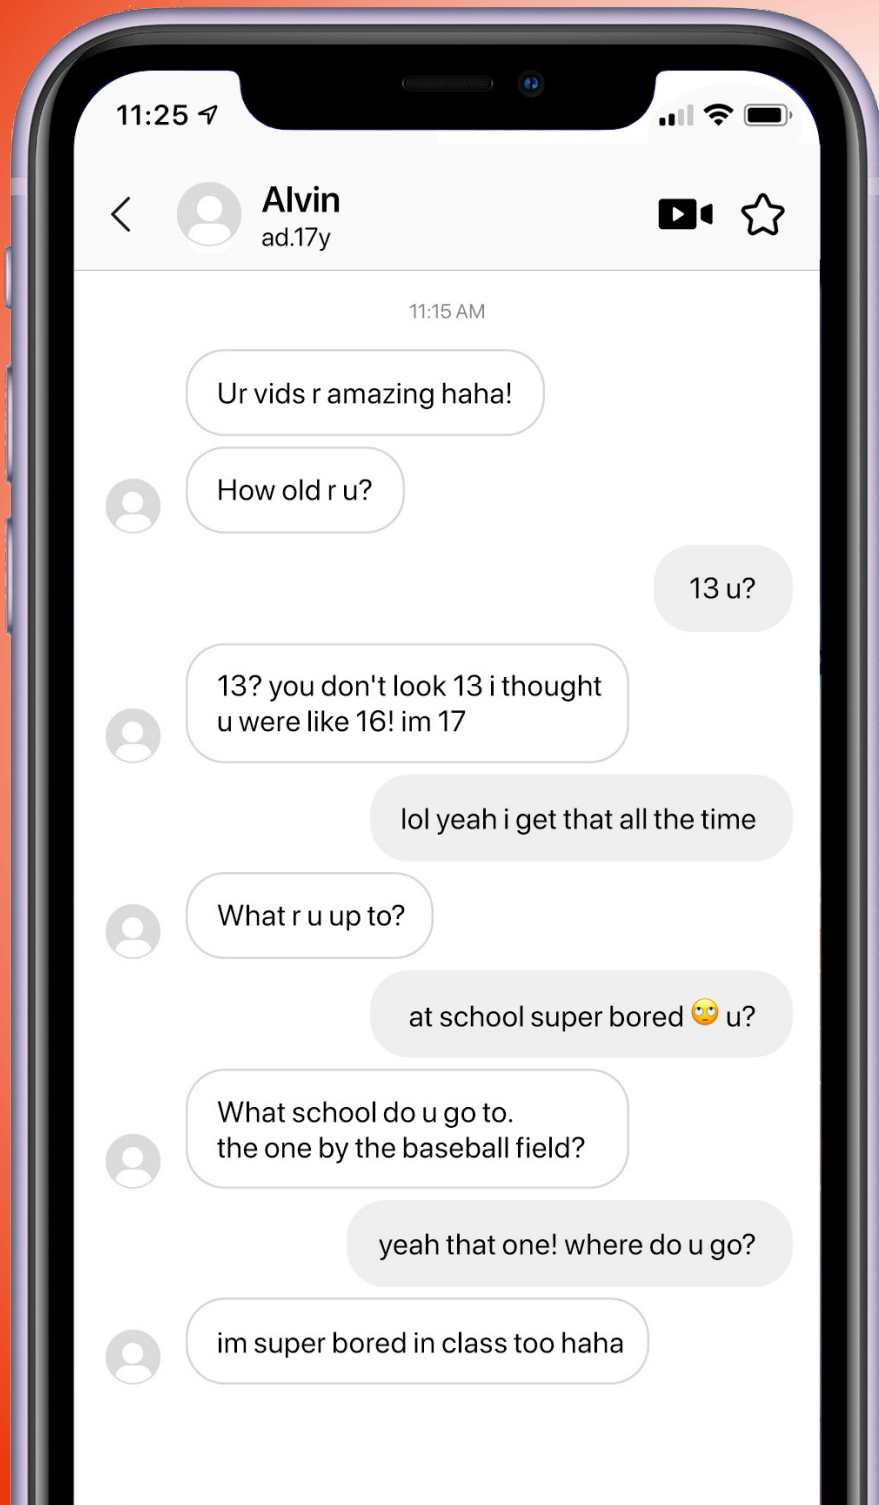 11:25
Alvin
ad.17y
11:15 AM
Ur vids r amazing haha!
How old r u?
13 u?
13? you don't look 13 i thought
u were like 16! im 17
lol yeah i get that all the time
What r u up to?
at school super bored 🙄 u?
What school do u go to.
the one by the baseball field?
yeah that one! where do u go?
im super bored in class too haha